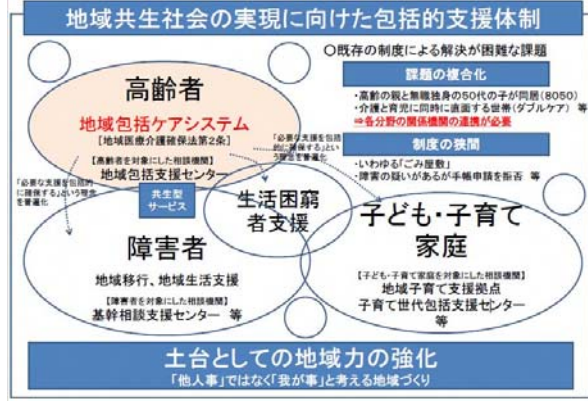 地域共生社会の実現に向けた包括的支援体制
○既存の制度による解決が困難な課題
課題の複合化
・高齢の親と無職独身の50代の子が同居(8050)
・介護と育児に同時に直面する世帯(ダブルケア) 等
⇒各分野の関係機関の連携が必要
制度の狭間
・いわゆる「ごみ屋敷」
・障害の疑いがあるが手帳申請を拒否 等
高齢者
地域包括ケアシステム
[地域医療介護確保法第2条]
【高齢者を対象にした相談機関】
地域包括支援センター
「必要な支援を包括
的に確保する」という理念
を普遍化
「必要な支援を包括的
に確保する」という理念
を普遍化
共生型
サービス
生活困窮
者支援
障害者
地域移行、地域生活支援
【障害者を対象にした相談機関】
基幹相談支援センター 等
子ども・子育て
家庭
【子ども・子育て家庭を対象にした相談機関】
地域子育て支援拠点
子育て世代包括支援センター
等
土台としての地域力の強化
「他人事」ではなく「我が事」と考える地域づくり